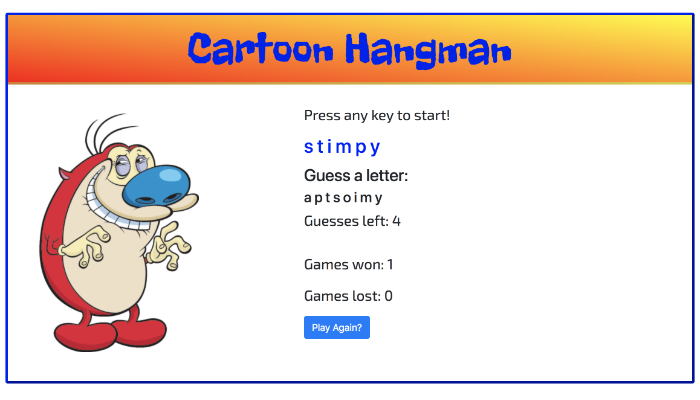 Cartoon Hangman
Press any key to start!
s t i m p y
Guess a letter:
a p t s o i m y
Guesses left: 4
Games won: 1
Games lost: 0
Play Again?